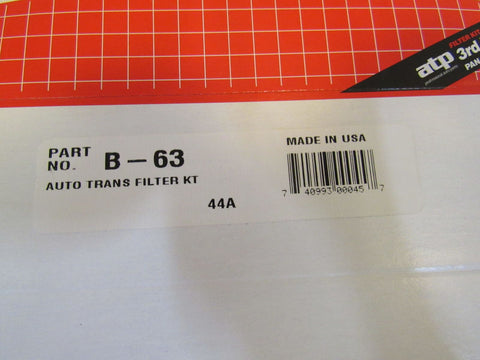 FILTER KIT
atp 3rd
PAN
PART NO. B-63
MADE IN USA
AUTO TRANS FILTER KT
44A
7 40993 00045 7